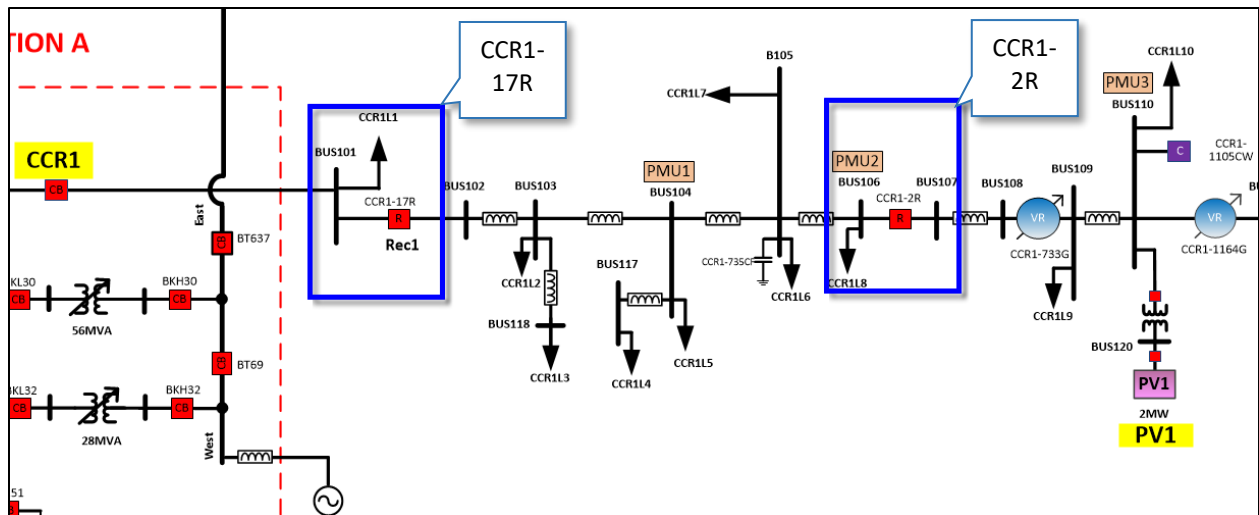 TION A
CCR1-
17R
CCR1-
2R
B105
CCR1L10
PMU3
BUS110
CCR1L7
CCR1L1
BUS101
CCR1
CB
CCR1-17R
R
Rec1
BUS102
BUS103
PMU1
BUS104
PMU2
BUS106
CCR1-2R
R
BUS107
BUS108
BUS109
C
CCR1-
1105CW
VR
CCR1-733G
VR
CCR1-1164G
East
CB
BT637
BUS117
CCR1-735CF
CCR1L2
CCR1L6
CCR1L8
CCR1L9
KL30
CB
BKH30
CB
56MVA
BUS118
CCR1L3
CCR1L4
CCR1L5
BUS120
CB
BT69
KL32
CB
BKH32
CB
28MVA
PV1
2MW
PV1
West
51